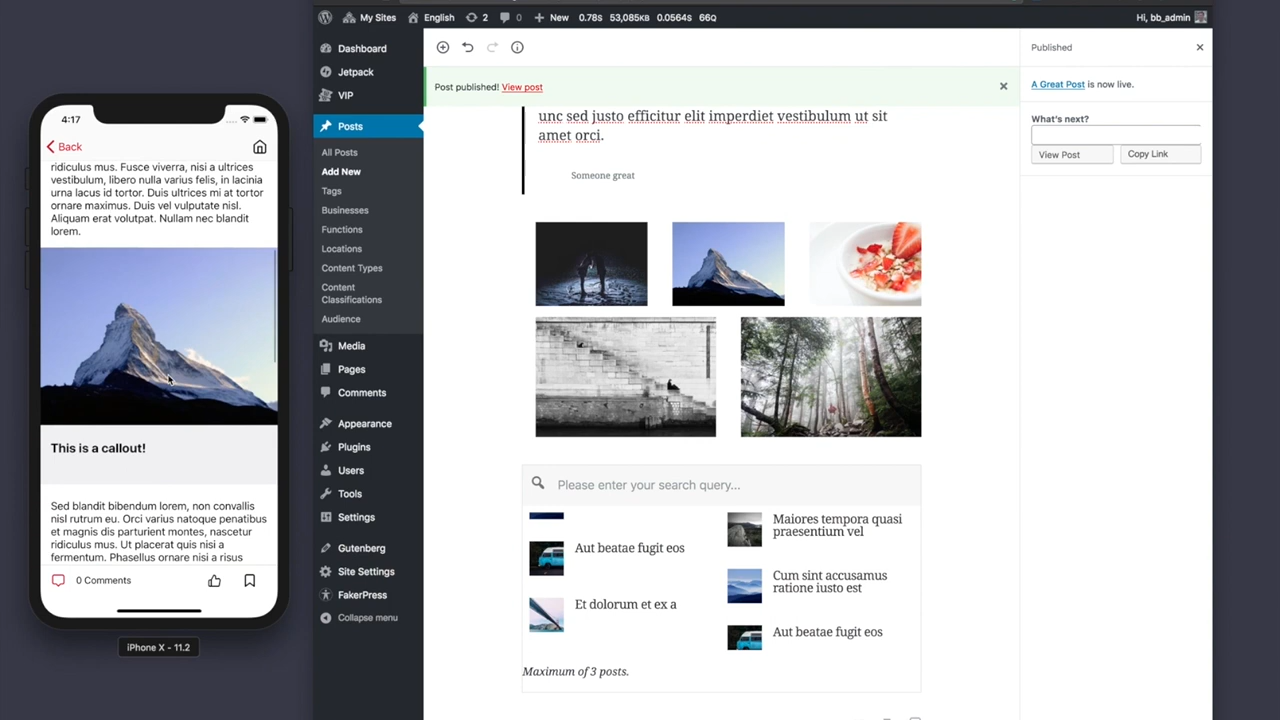 4:17
Back
ridiculus mus. Fusce viverra, nisi a ultrices
vestibulum, libero nulla varius felis, in lacinia
urna lacus id tortor. Duis ultrices mi at tortor
ornare maximus. Duis vel vulputate nisl.
Aliquam erat volutpat. Nullam nec blandit
lorem.
This is a callout!
Sed blandit bibendum lorem, non convallis
nisl rutrum eu. Orci varius natoque penatibus
et magnis dis parturient montes, nascetur
ridiculus mus. Ut placerat quis nisi a
fermentum. Phasellus ornare nisi a risus
0 Comments
iPhone X - 11.2
My Sites English 2 0 New 0.78s 53,085KB 0.0564s 66Q
Hi, bb_admin
Dashboard
Jetpack
VIP
Posts
All Posts
Add New
Tags
Businesses
Functions
Locations
Content Types
Content
Classifications
Audience
Media
Pages
Comments
Appearance
Plugins
Users
Tools
Settings
Gutenberg
Site Settings
FakerPress
Collapse menu
Post published! View post
unc sed justo efficitur elit imperdiet vestibulum ut sit
amet orci.
Someone great
Please enter your search query...
Aut beatae fugit eos
Et dolorum et ex a
Maiores tempora quasi
praesentium vel
Cum sint accusamus
ratione iusto est
Aut beatae fugit eos
Maximum of 3 posts.
Published
A Great Post is now live.
What's next?
View Post
Copy Link